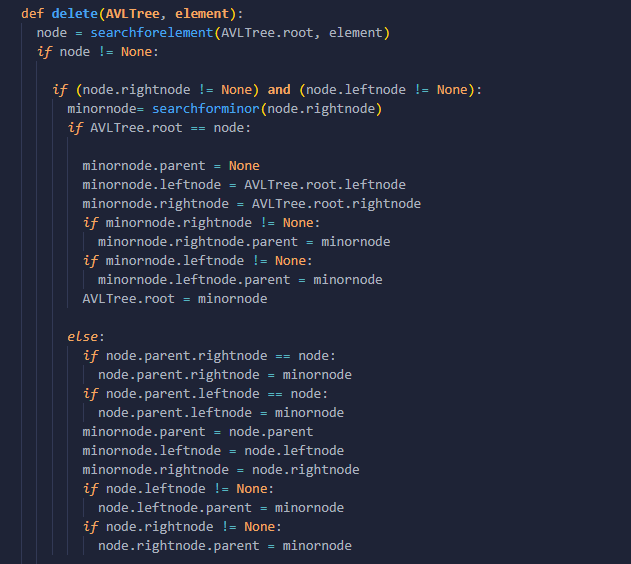 def delete(AVLTree, element):
  node = searchforelement(AVLTree.root, element)
  if node != None:
    if (node.rightnode != None) and (node.leftnode != None):
      minornode= searchforminor(node.rightnode)
      if AVLTree.root == node:
        minornode.parent = None
        minornode.leftnode = AVLTree.root.leftnode
        minornode.rightnode = AVLTree.root.rightnode
        if minornode.rightnode != None:
          minornode.rightnode.parent = minornode
        if minornode.leftnode != None:
          minornode.leftnode.parent = minornode
        AVLTree.root = minornode
      else:
        if node.parent.rightnode == node:
          node.parent.rightnode = minornode
        if node.parent.leftnode == node:
          node.parent.leftnode = minornode
        minornode.parent = node.parent
        minornode.leftnode = node.leftnode
        minornode.rightnode = node.rightnode
        if node.leftnode != None:
          node.leftnode.parent = minornode
        if node.rightnode != None:
          node.rightnode.parent = minornode